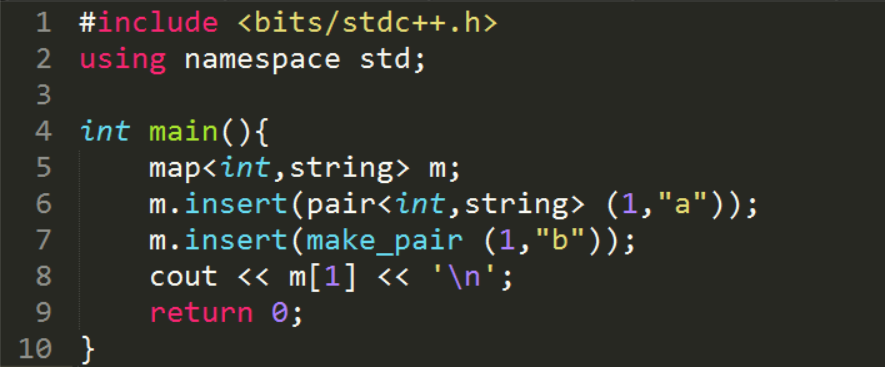 1 #include <bits/stdc++.h>
2 using namespace std;
3
4 int main(){
5     map<int,string> m;
6     m.insert(pair<int,string> (1,"a"));
7     m.insert(make_pair (1,"b"));
8     cout << m[1] << '\n';
9     return 0;
10 }